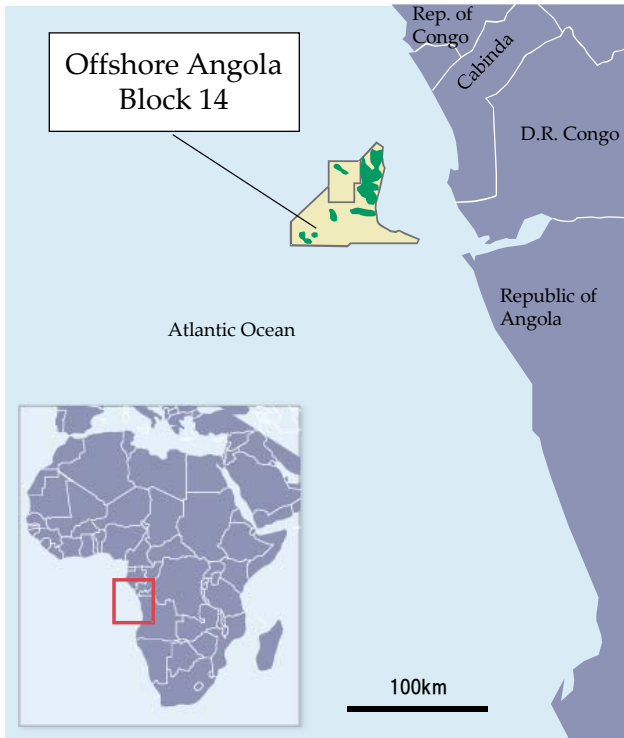 Rep. of
Congo
Cabinda
Offshore Angola
Block 14
D.R. Congo
Republic of
Angola
Atlantic Ocean
100km